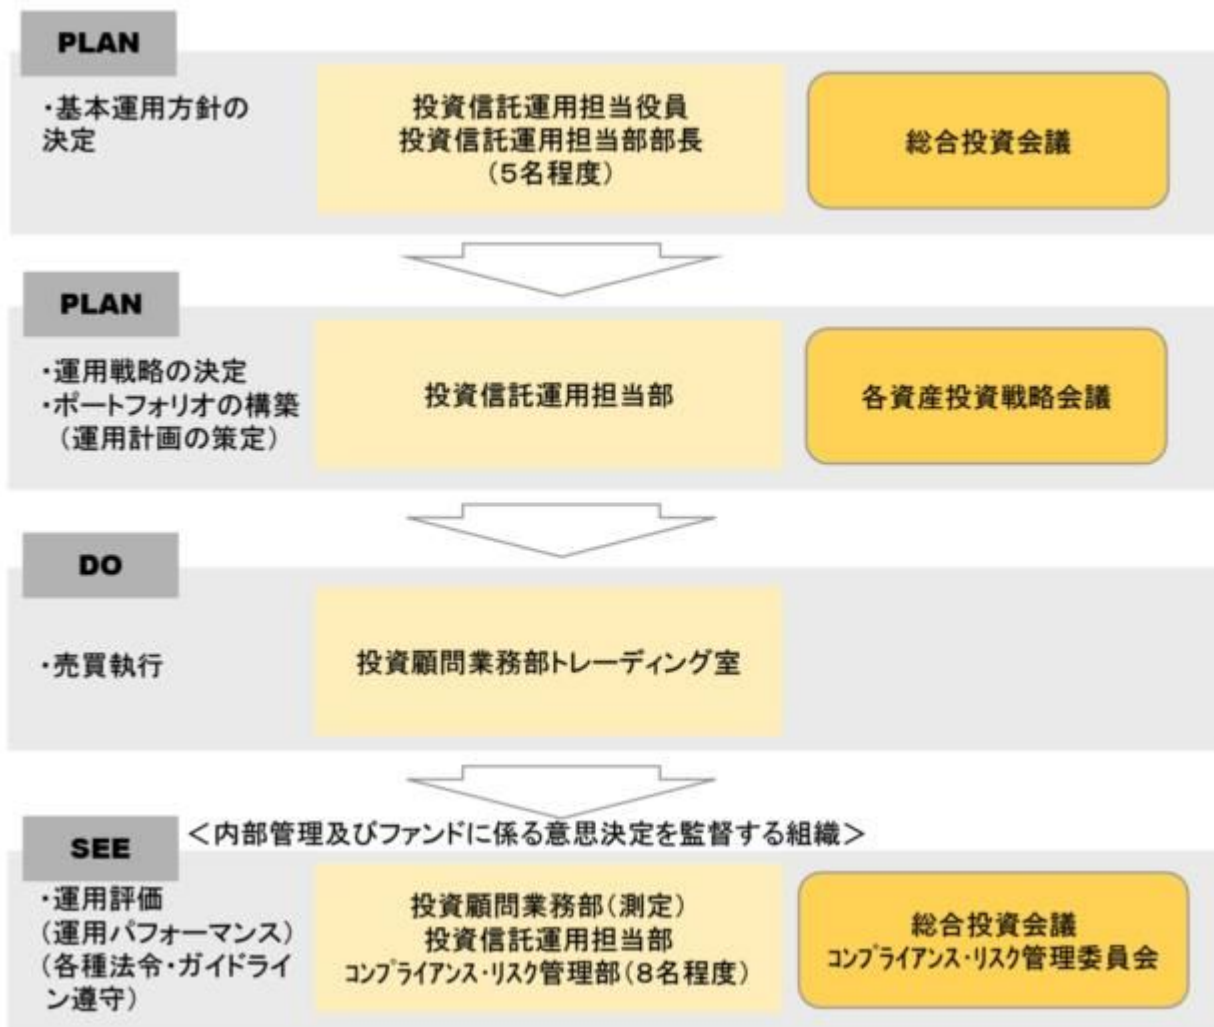 PLAN
・基本運用方針の
決定
投資信託運用担当役員
投資信託運用担当部部長
(5名程度)
総合投資会議
PLAN
・運用戦略の決定
・ポートフォリオの構築
(運用計画の策定)
投資信託運用担当部
各資産投資戦略会議
DO
・売買執行
投資顧問業務部トレーディング室
SEE
<内部管理及びファンドに係る意思決定を監督する組織>
・運用評価
(運用パフォーマンス)
(各種法令・ガイドライ
ン遵守)
投資顧問業務部(測定)
投資信託運用担当部
コンプライアンス・リスク管理部(8名程度)
総合投資会議
コンプライアンス・リスク管理委員会